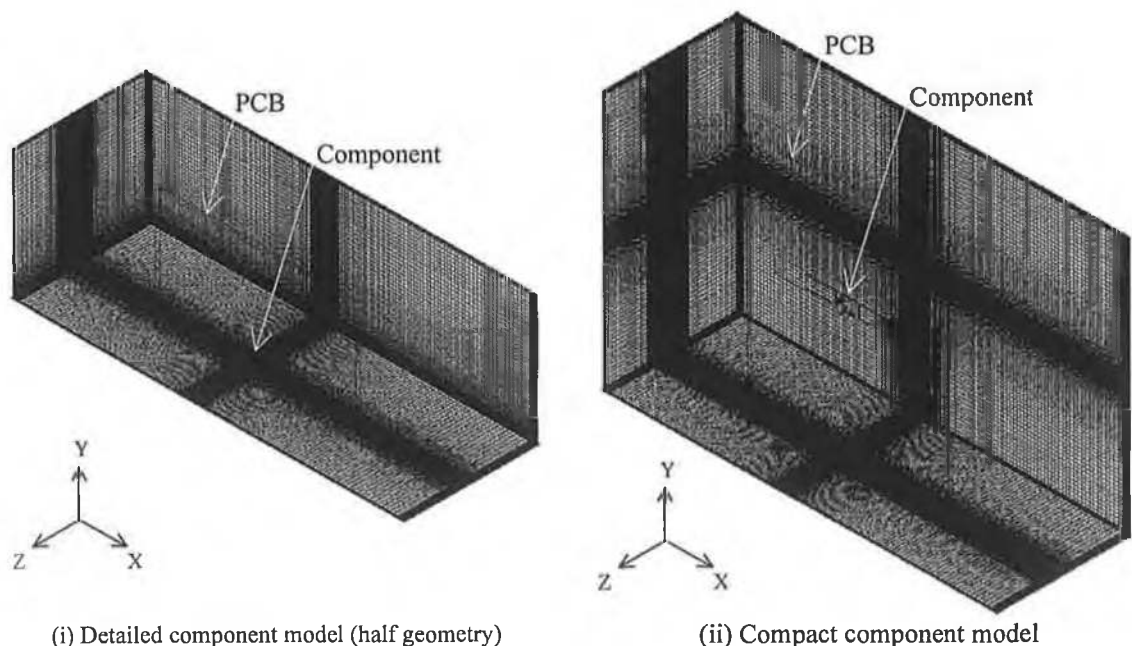 PCB
Component
Y
Z
X
(i) Detailed component model (half geometry)
PCB
Component
Y
Z
X
(ii) Compact component model